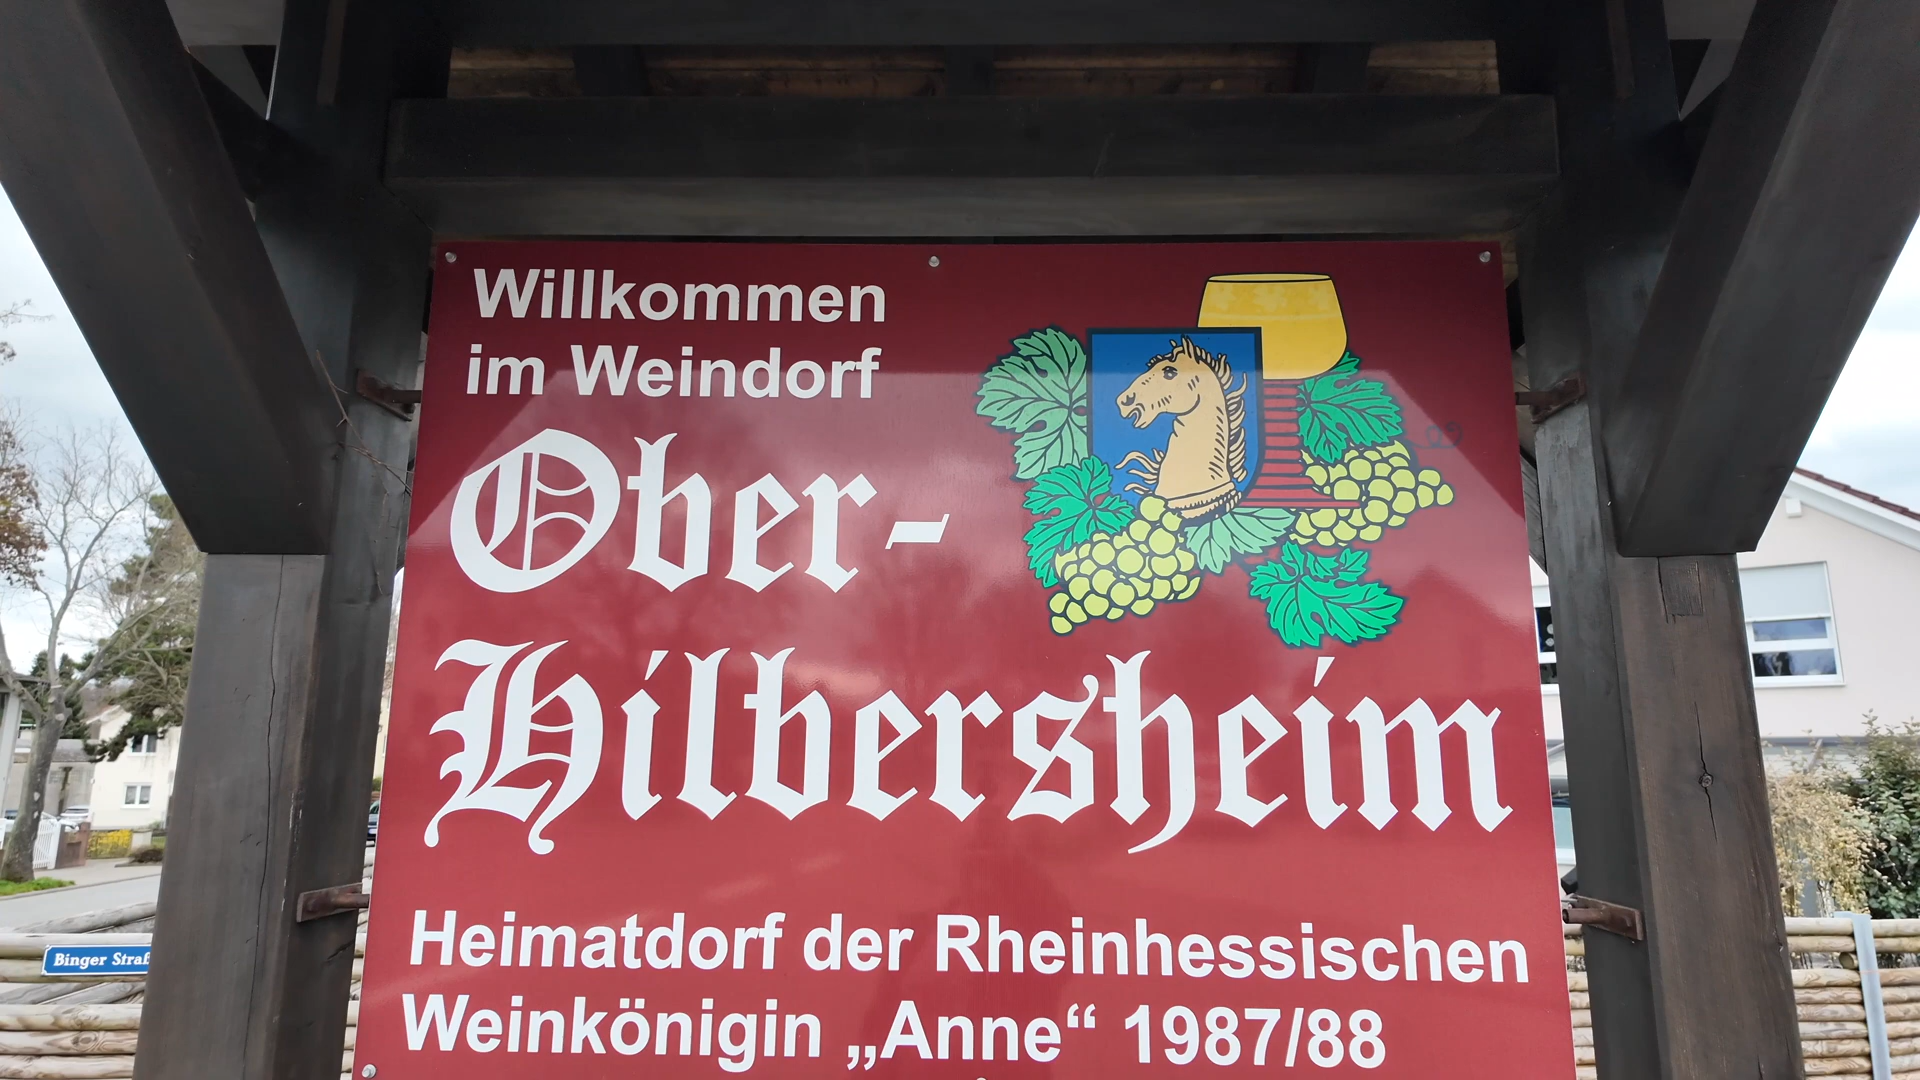 Willkommen
im Weindorf
Ober-
Hilbersheim
Heimatdorf der Rheinhessischen
Weinkönigin „Anne“ 1987/88
Binger Straß